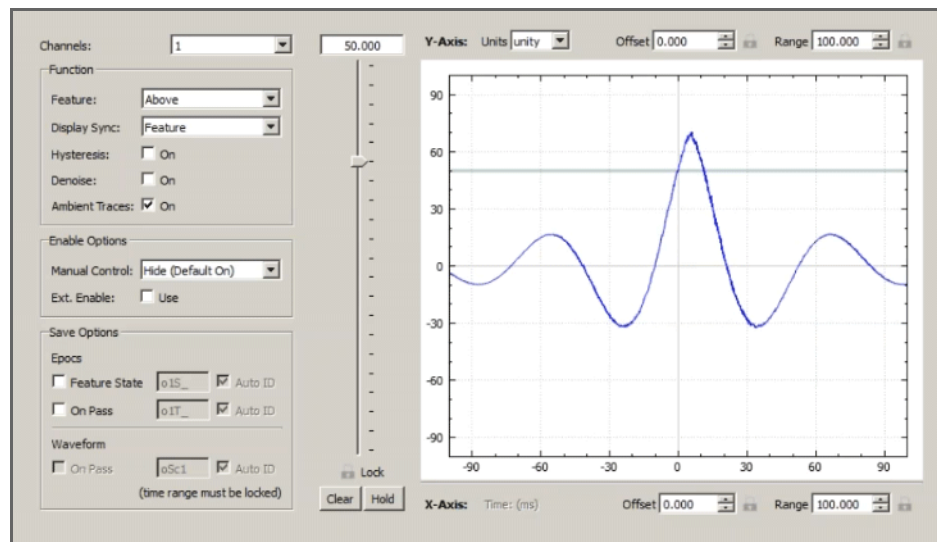 Channels: 1
Function
Feature: Above
Display Sync: Feature
Hysteresis: On
Denoise: On
Ambient Traces: On
Enable Options
Manual Control: Hide (Default On)
Ext. Enable: Use
Save Options
Epocs
Feature State o1S_ Auto ID
On Pass o1T_ Auto ID
Waveform
On Pass oSc1 Auto ID
(time range must be locked)
50.000
Lock
Clear Hold
Y-Axis: Units unity Offset 0.000 Range 100.000
90
60
30
0
-30
-60
-90
-90 -60 -30 0 30 60 90
X-Axis: Time: (ms) Offset 0.000 Range 100.000